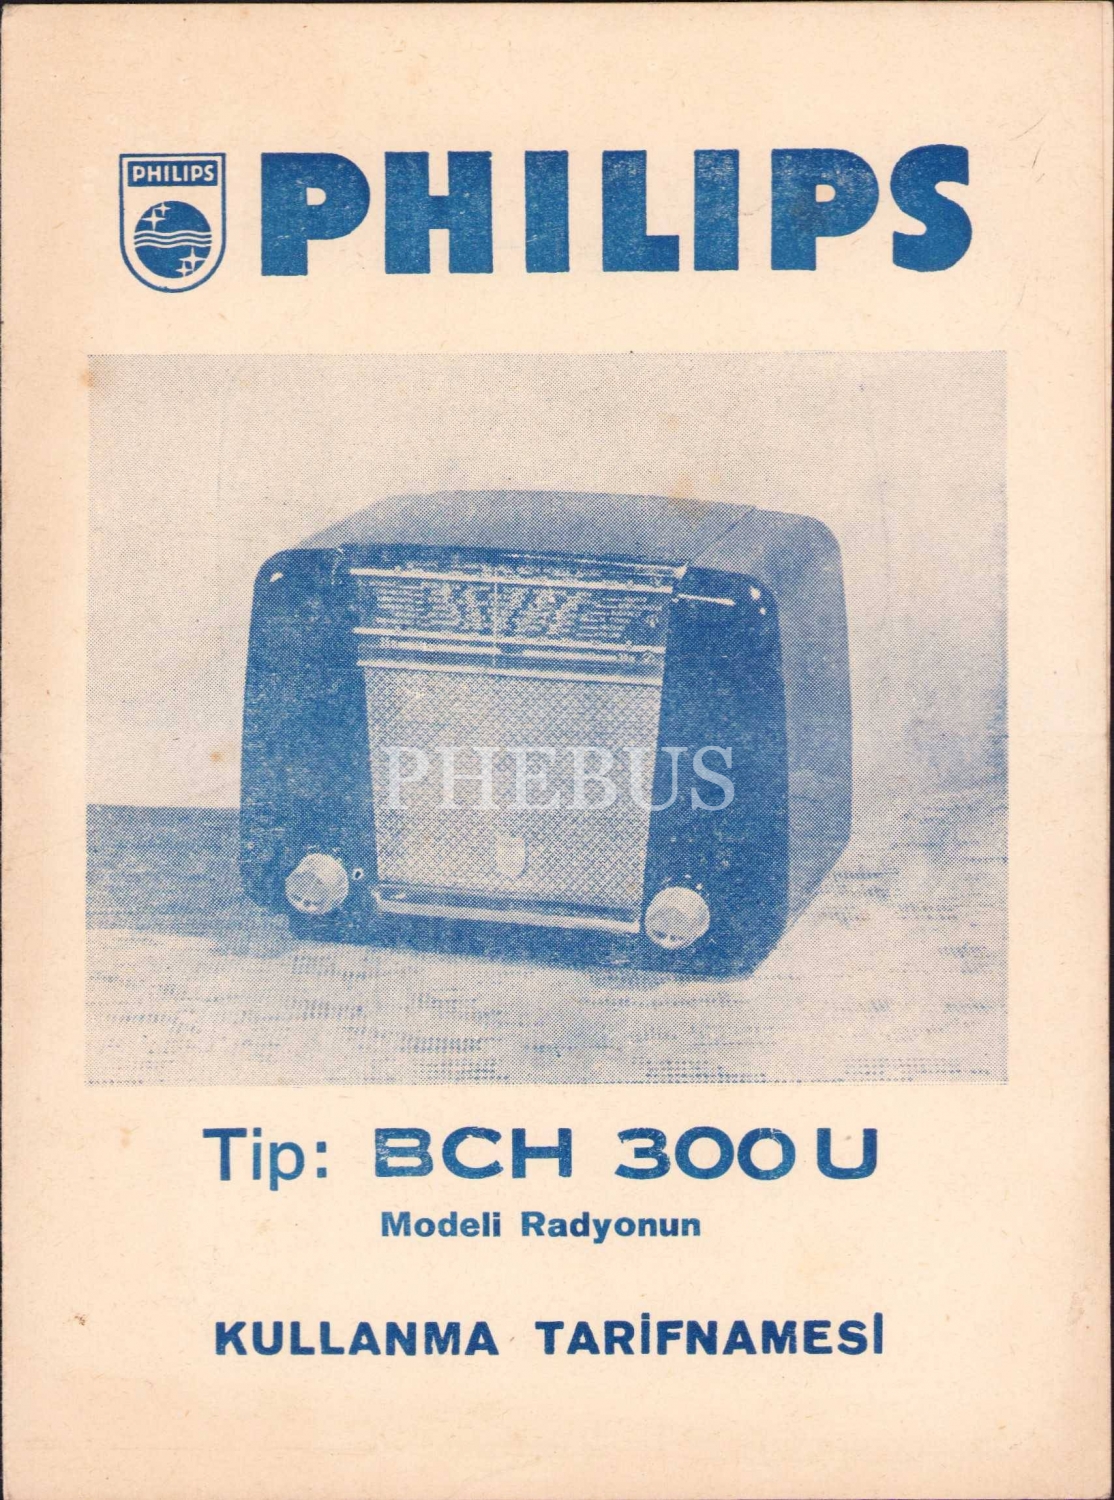 PHILIPS
PHILIPS
PHEBUS
Tip: BCH 300 U
Modeli Radyonun
KULLANMA TARİFNAMESİ